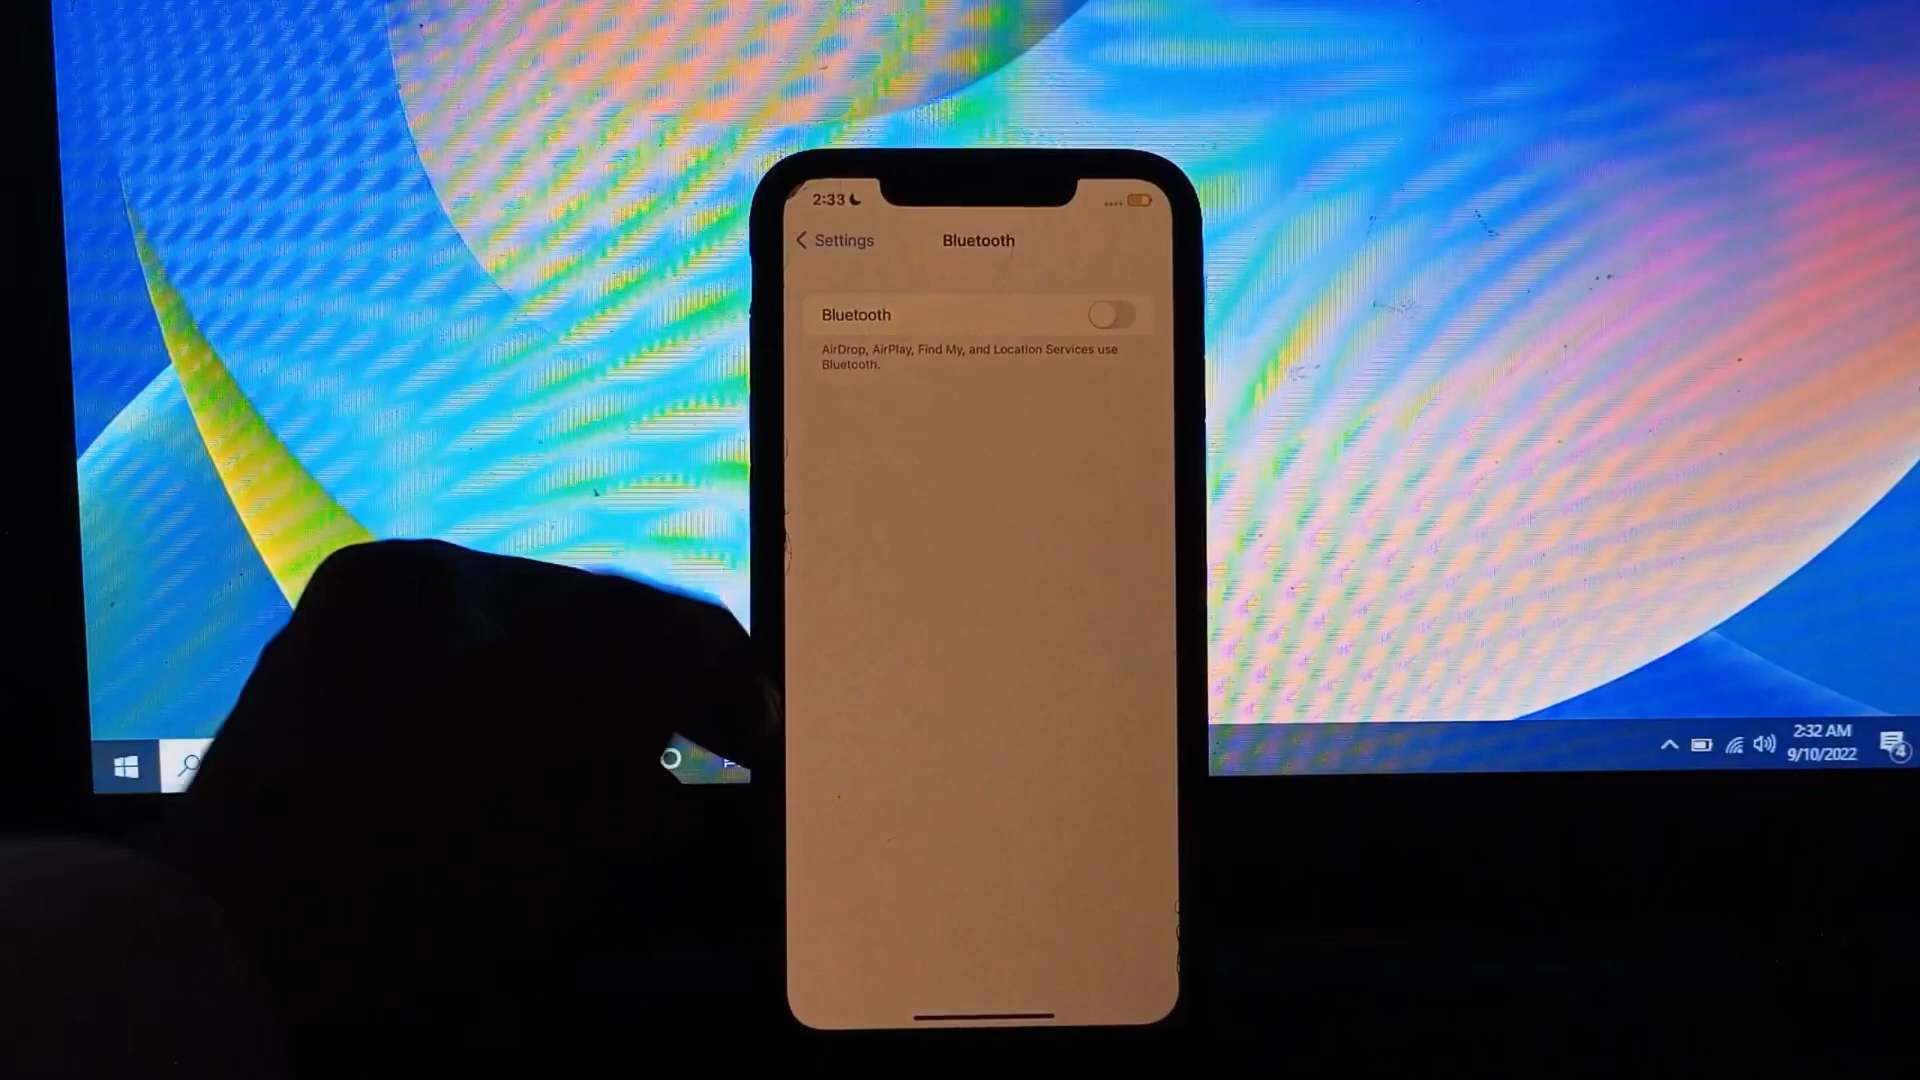 2:33
Settings
Bluetooth
Bluetooth
AirDrop, AirPlay, Find My, and Location Services use
Bluetooth.
2:32 AM
9/10/2022
4